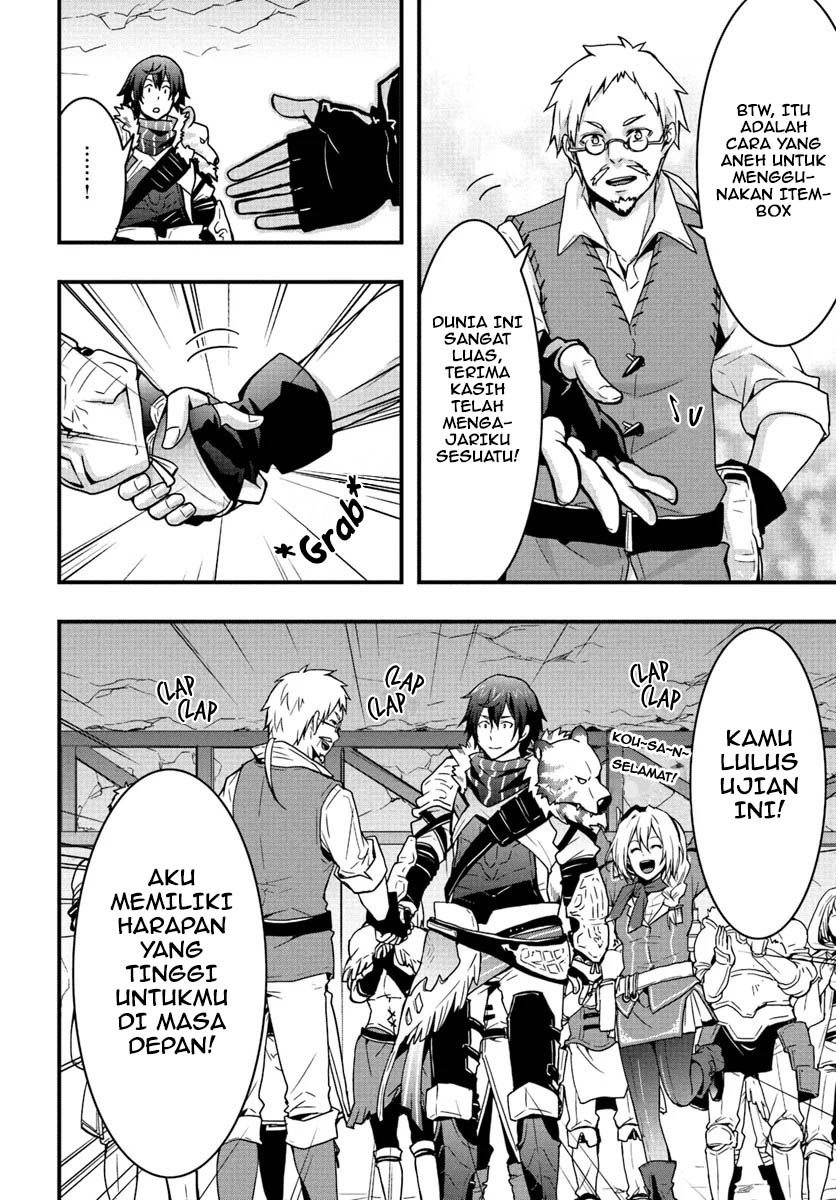 BTW, ITU
ADALAH
CARA YANG
ANEH UNTUK
MENGGU-
NAKAN ITEM-
BOX
DUNIA INI
SANGAT
LUAS,
TERIMA
KASIH
TELAH
MENGA-
JARIKU
SESUATU!
......!
*Grab*
KAMU
LULUS
UJIAN
INI!
KOU~SA~N~
SELAMAT!
CLAP
CLAP
CLAP
CLAP
CLAP
CLAP
AKU
MEMILIKI
HARAPAN
YANG
TINGGI
UNTUKMU
DI MASA
DEPAN!